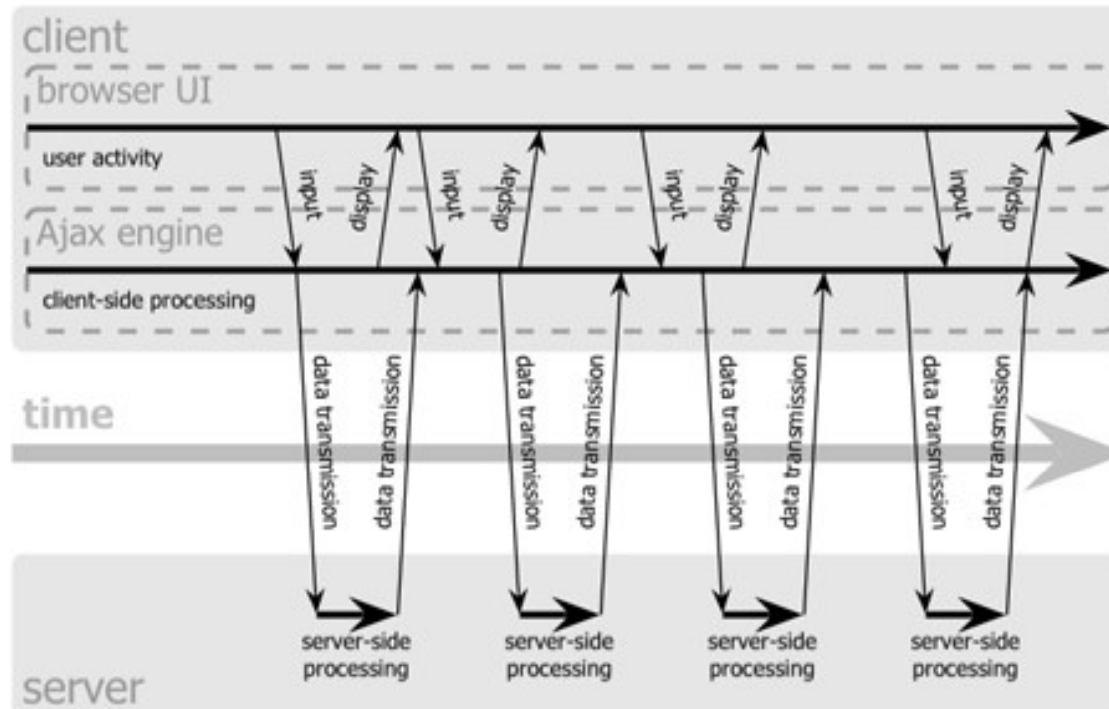 client
browser UI
user activity
input
display
input
display
input
display
input
display
Ajax engine
client-side processing
data transmission
data transmission
data transmission
data transmission
data transmission
data transmission
data transmission
data transmission
time
server-side
processing
server-side
processing
server-side
processing
server-side
processing
server